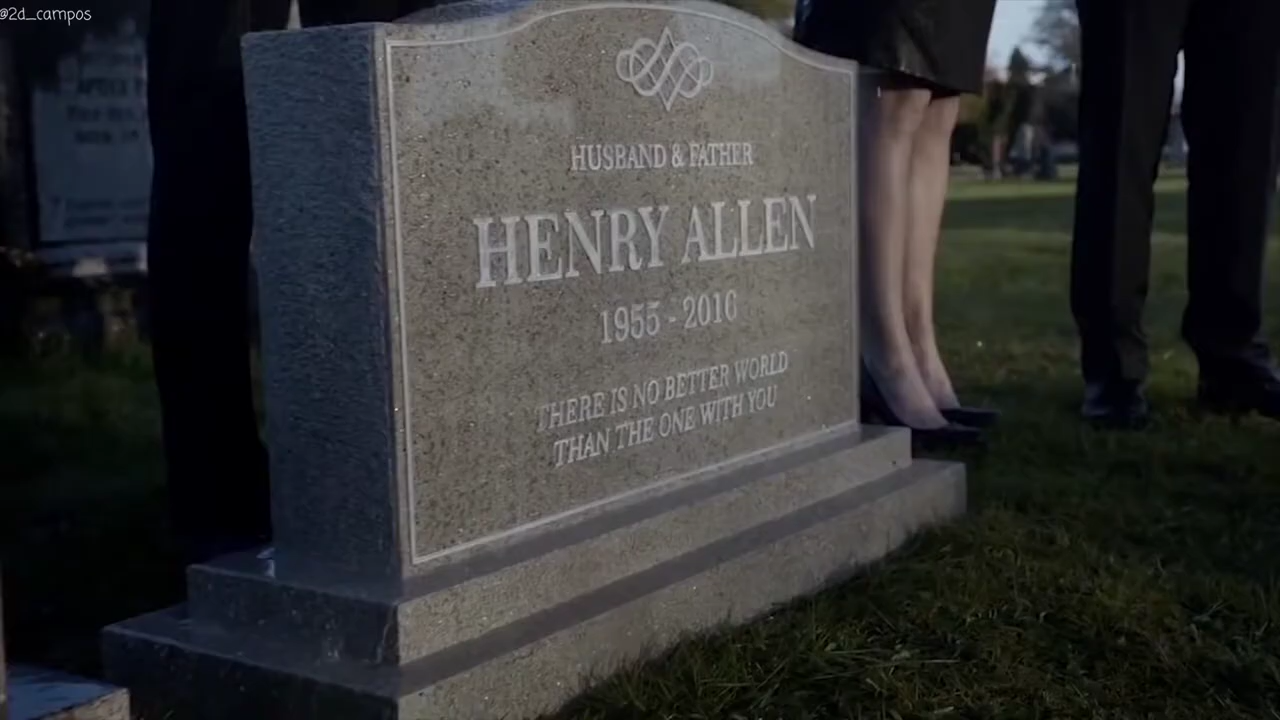 @2d_campos
HUSBAND & FATHER
HENRY ALLEN
1955 - 2016
THERE IS NO BETTER WORLD
THAN THE ONE WITH YOU